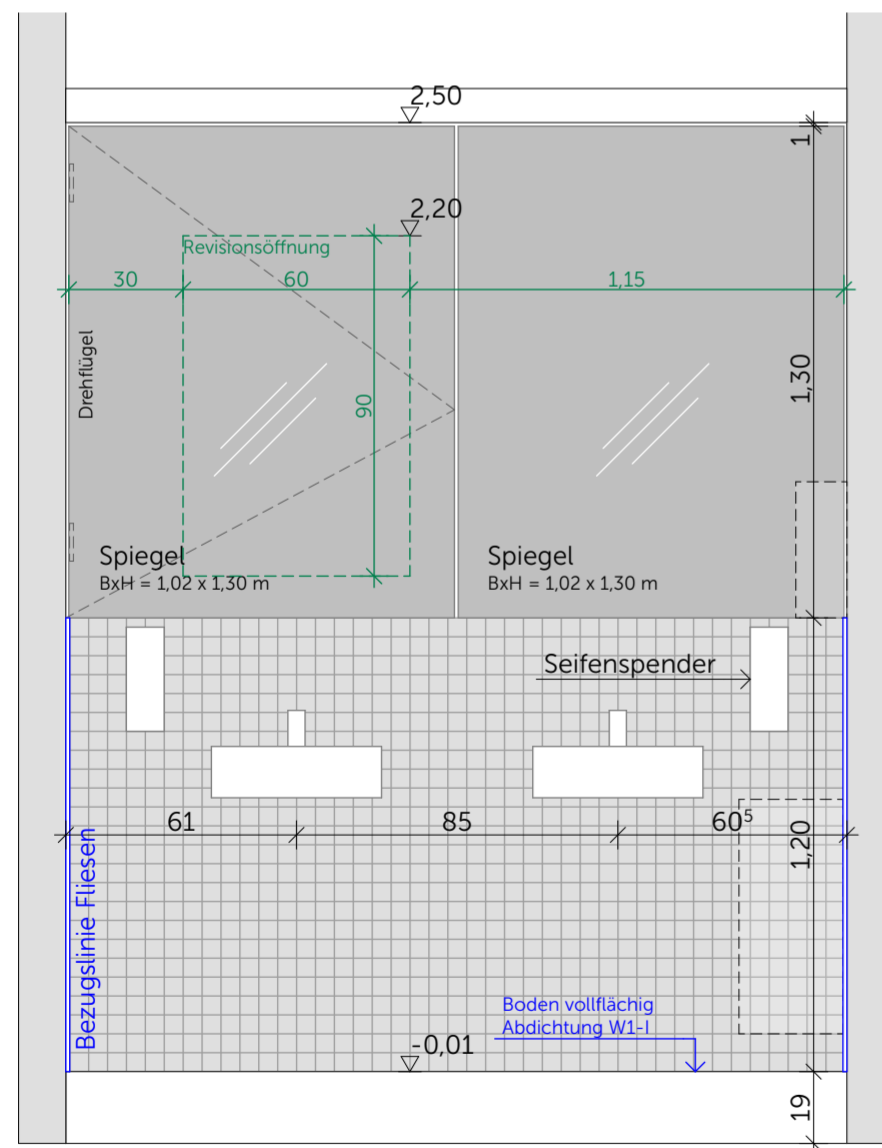 2,50
1
2,20
Revisionsöffnung
30
60
1,15
Drehflügel
90
1,30
Spiegel
BxH = 1,02 x 1,30 m
Spiegel
BxH = 1,02 x 1,30 m
Seifenspender
61
85
60⁵
1,20
Bezugslinie Fliesen
Boden vollflächig
Abdichtung W1-I
-0,01
19